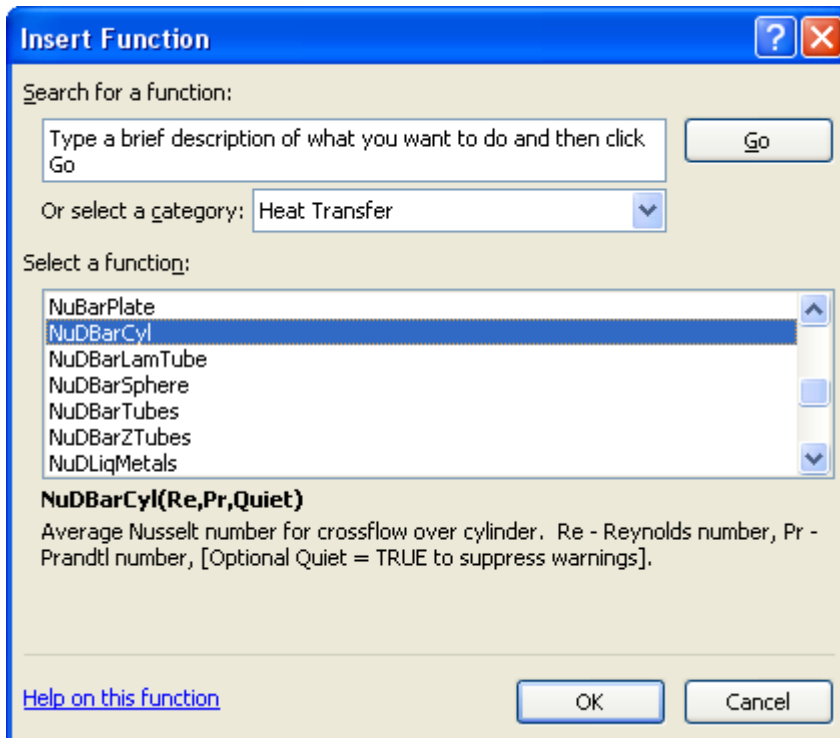 Insert Function
Search for a function:
Type a brief description of what you want to do and then click
Go
Go
Or select a category: Heat Transfer
Select a function:
NuBarPlate
NuDBarCyl
NuDBarLamTube
NuDBarSphere
NuDBarTubes
NuDBarZTubes
NuDLiqMetals
NuDBarCyl(Re,Pr,Quiet)
Average Nusselt number for crossflow over cylinder.  Re - Reynolds number, Pr -
Prandtl number, [Optional Quiet = TRUE to suppress warnings].
Help on this function
OK
Cancel